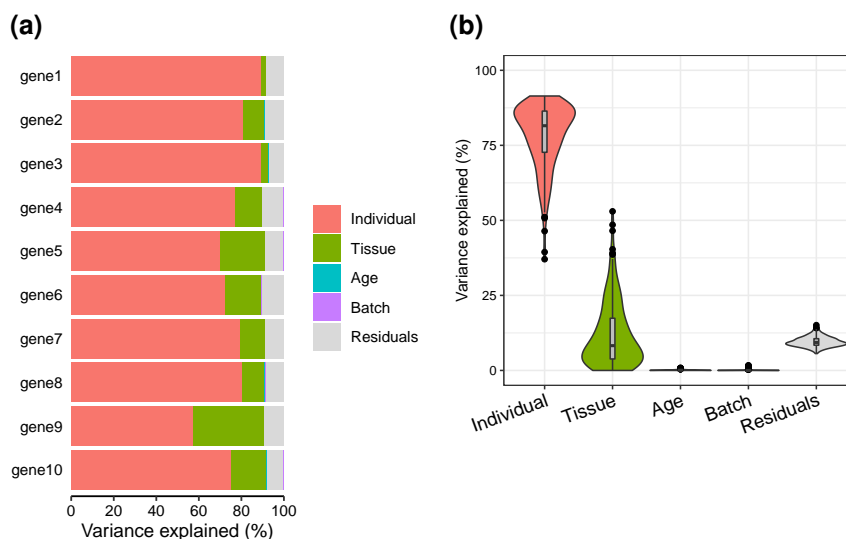 (a)
gene1
gene2
gene3
gene4
gene5
gene6
gene7
gene8
gene9
gene10
0 20 40 60 80 100
Variance explained (%)
Individual
Tissue
Age
Batch
Residuals
(b)
Variance explained (%)
100
75
50
25
0
Individual
Tissue
Age
Batch
Residuals